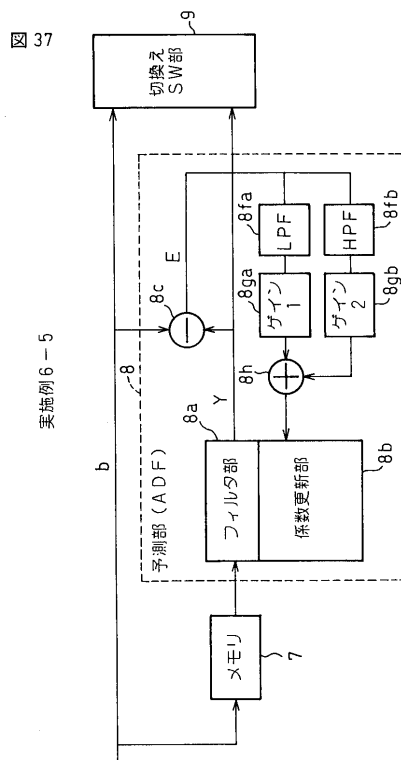 図 37
実施例 6 - 5
切換え
SW部
9
b
8
予測部 (ADF)
8c
E
Y
8a
フィルタ部
係数更新部
8b
8h
8ga
ゲイン
1
8fa
LPF
ゲイン
2
8gb
HPF
8fb
メモリ
7